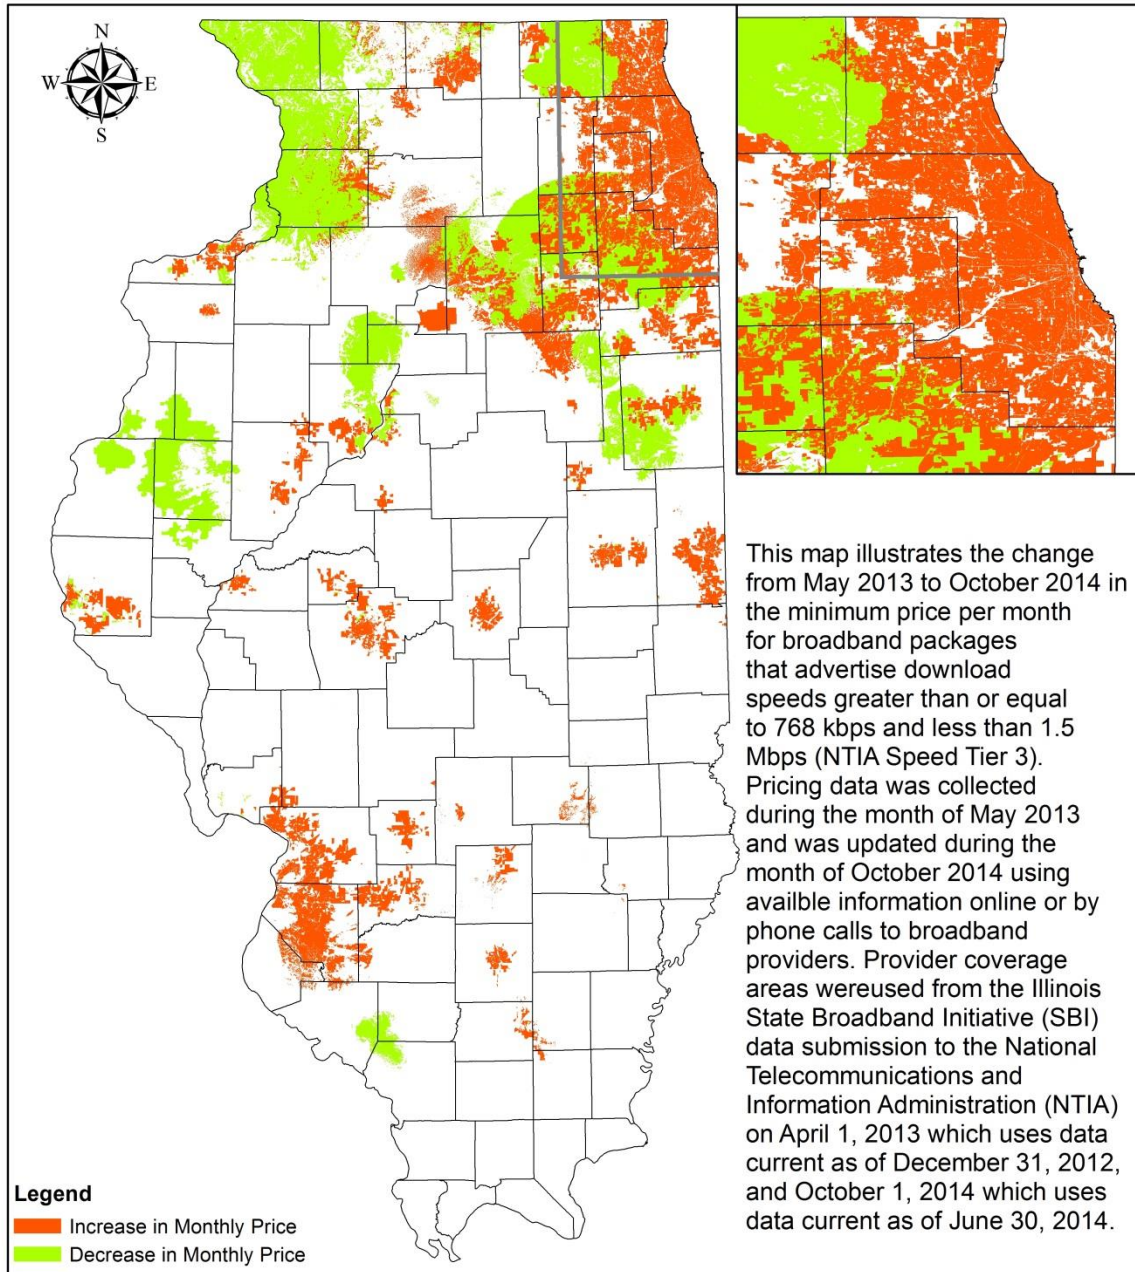 N
W E
S
This map illustrates the change
from May 2013 to October 2014 in
the minimum price per month
for broadband packages
that advertise download
speeds greater than or equal
to 768 kbps and less than 1.5
Mbps (NTIA Speed Tier 3).
Pricing data was collected
during the month of May 2013
and was updated during the
month of October 2014 using
availble information online or by
phone calls to broadband
providers. Provider coverage
areas wereused from the Illinois
State Broadband Initiative (SBI)
data submission to the National
Telecommunications and
Information Administration (NTIA)
on April 1, 2013 which uses data
current as of December 31, 2012,
and October 1, 2014 which uses
data current as of June 30, 2014.
Legend
Increase in Monthly Price
Decrease in Monthly Price